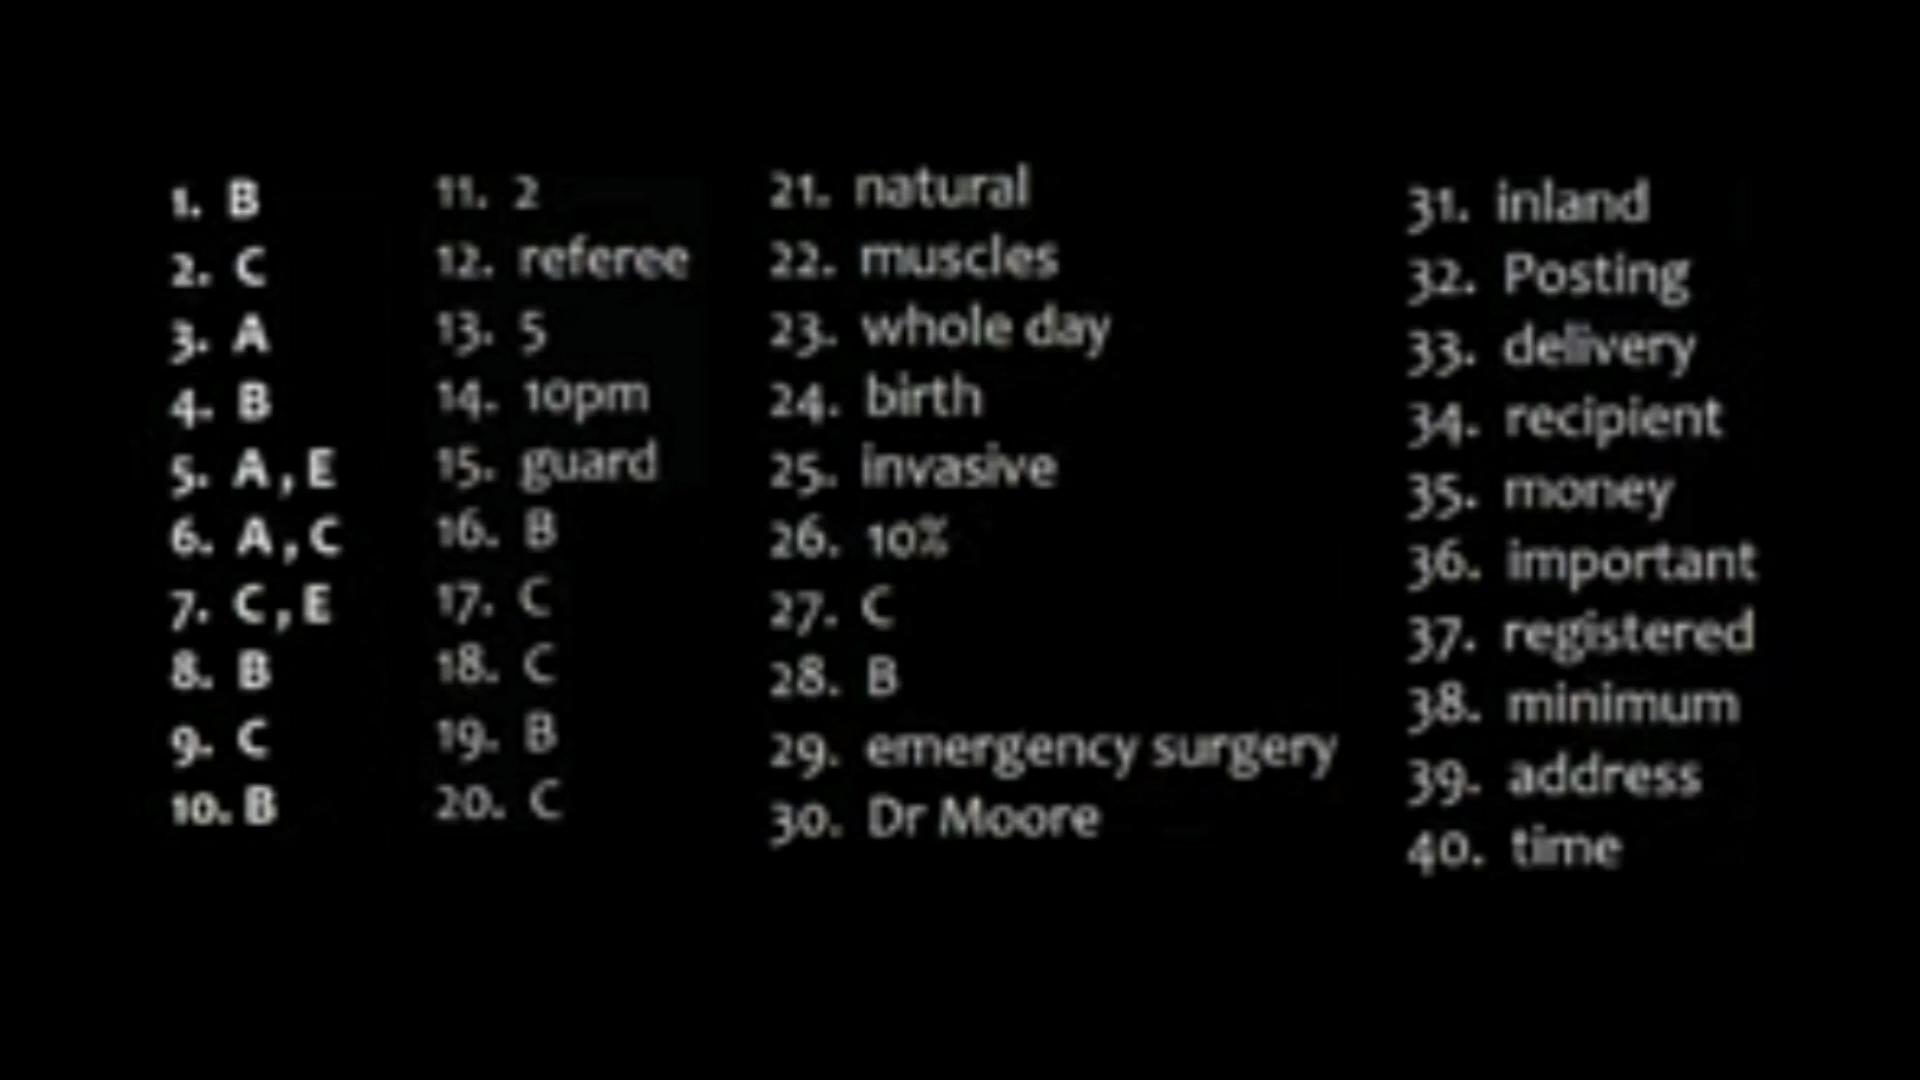 1. B
2. C
3. A
4. B
5. A, E
6. A, C
7. C, E
8. B
9. C
10. B
11. 2
12. referee
13. 5
14. 10pm
15. guard
16. B
17. C
18. C
19. B
20. C
21. natural
22. muscles
23. whole day
24. birth
25. invasive
26. 10%
27. C
28. B
29. emergency surgery
30. Dr Moore
31. inland
32. Posting
33. delivery
34. recipient
35. money
36. important
37. registered
38. minimum
39. address
40. time